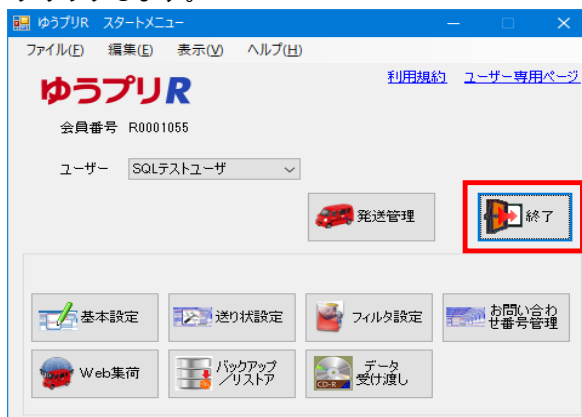 ゆうプリR スタートメニュー
ファイル(F) 編集(E) 表示(V) ヘルプ(H)
利用規約 ユーザー専用ページ
ゆうプリR
会員番号 R0001055
ユーザー SQLテストユーザ
発送管理
終了
基本設定
送り状設定
フィルタ設定
お問い合わ
せ番号管理
Web集荷
バックアップ
／リストア
CD-R
データ
受け渡し